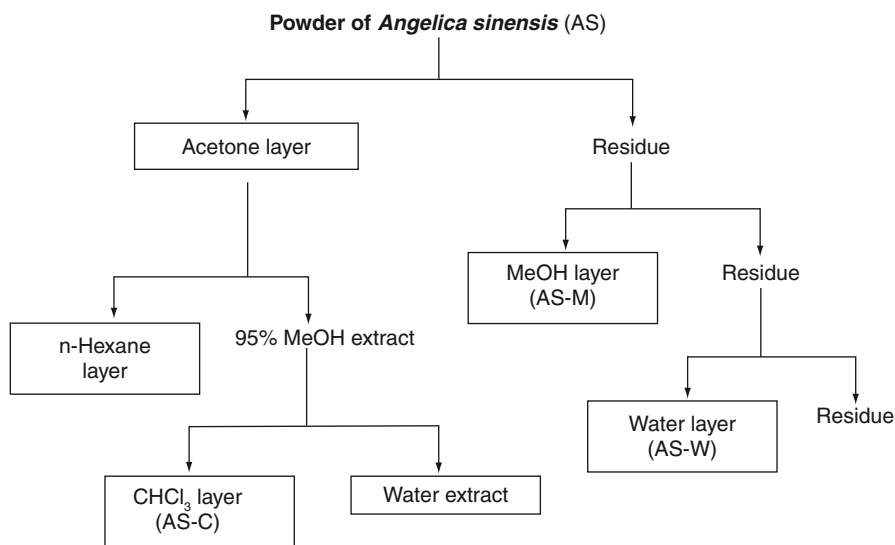 Powder of Angelica sinensis (AS)
Acetone layer
Residue
MeOH layer
(AS-M)
Residue
n-Hexane
layer
95% MeOH extract
Water layer
(AS-W)
Residue
CHCl₃ layer
(AS-C)
Water extract